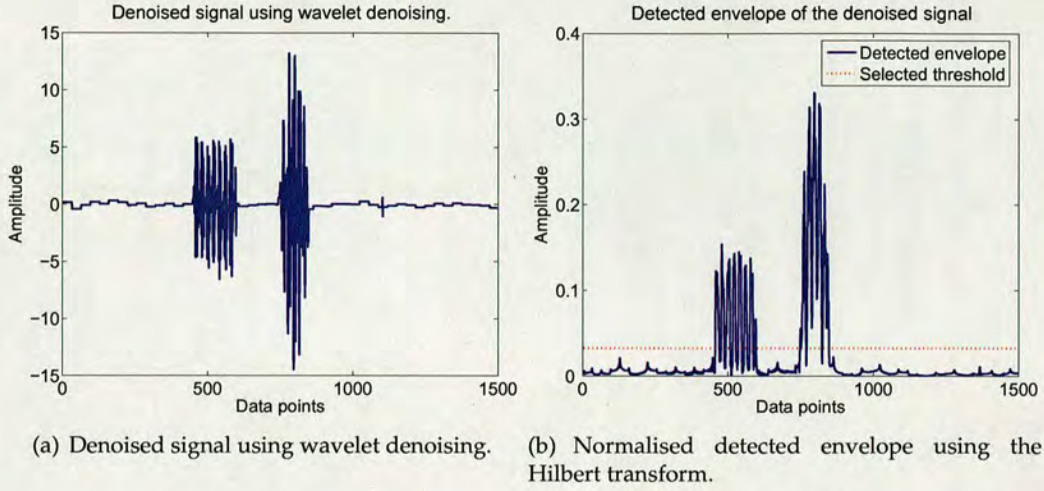 Denoised signal using wavelet denoising.
15
10
5
0
−5
−10
−15
0
500
1000
1500
Amplitude
Data points
(a) Denoised signal using wavelet denoising.
Detected envelope of the denoised signal
Detected envelope
Selected threshold
0.4
0.3
0.2
0.1
0
0
500
1000
1500
Amplitude
Data points
(b) Normalised detected envelope using the
Hilbert transform.